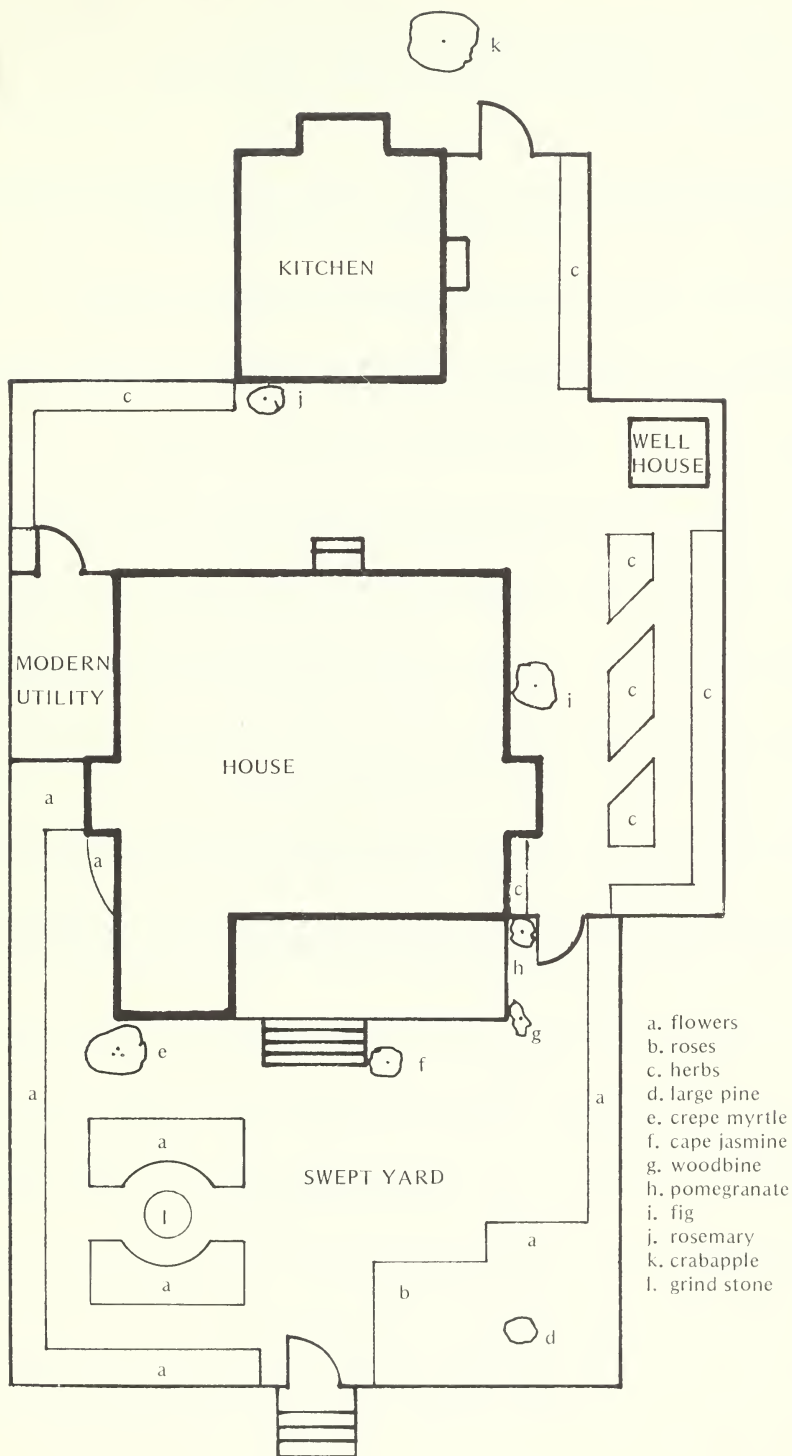 k
KITCHEN
c
c
j
WELL
HOUSE
c
MODERN
UTILITY
i
c
c
HOUSE
a
c
a
c
h
g
e
f
a
a
a
SWEPT YARD
l
a
a
b
d
a
a. flowers
b. roses
c. herbs
d. large pine
e. crepe myrtle
f. cape jasmine
g. woodbine
h. pomegranate
i. fig
j. rosemary
k. crabapple
l. grind stone